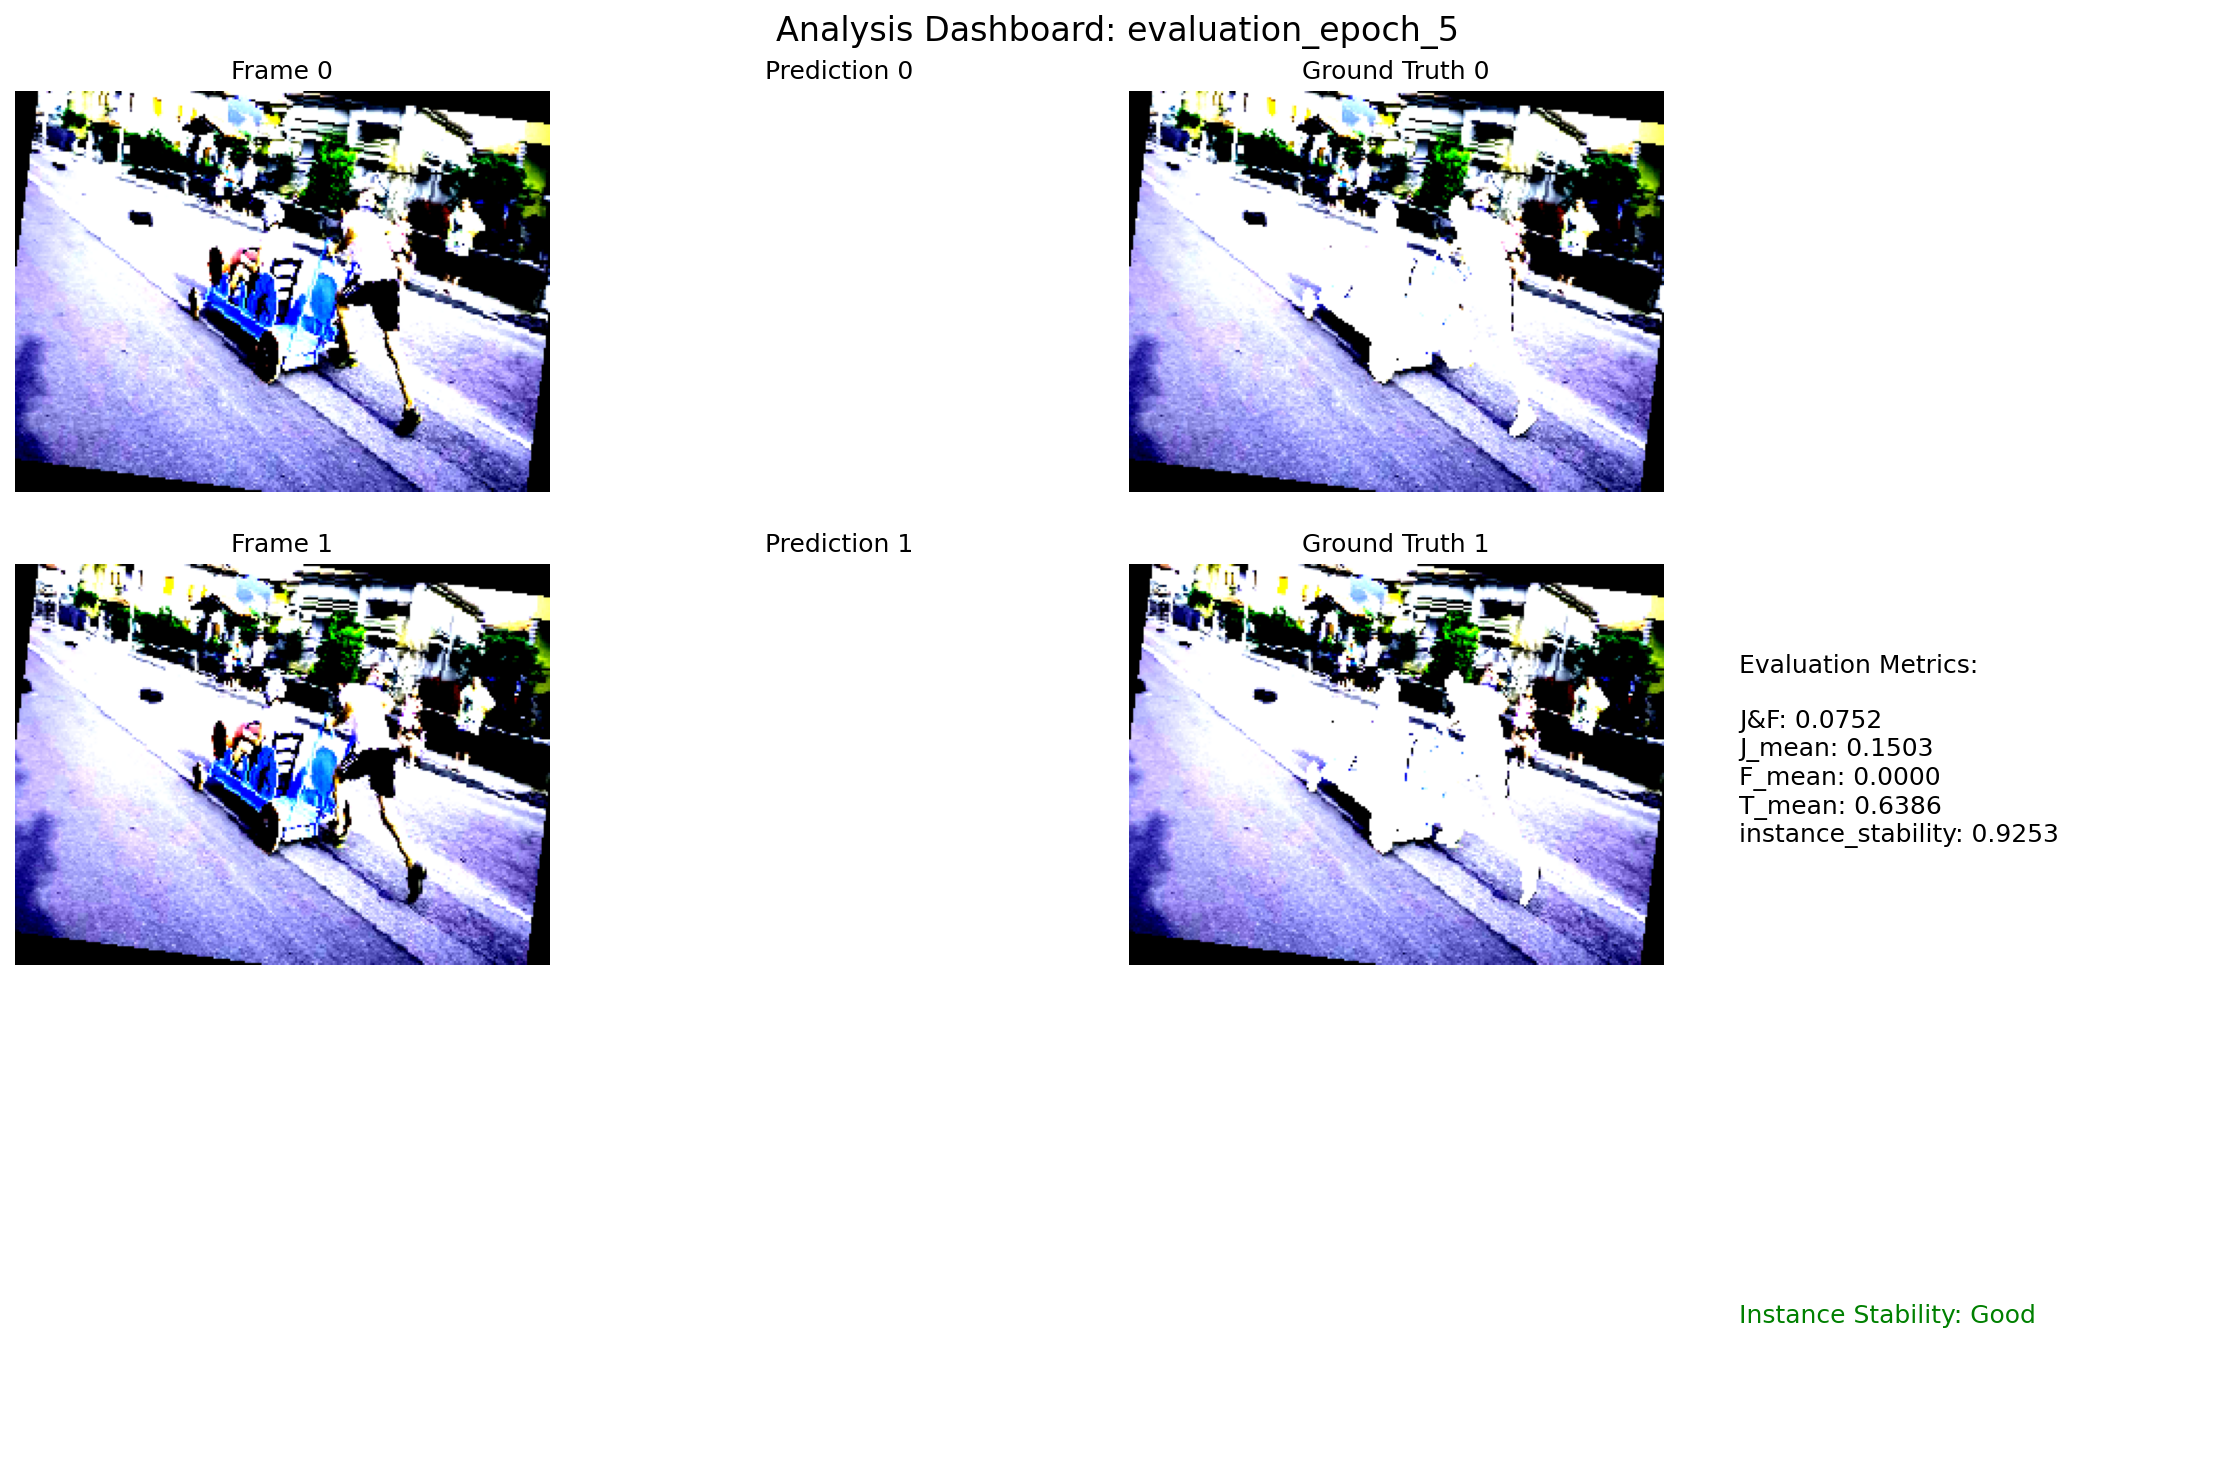 Analysis Dashboard: evaluation_epoch_5
Frame 0
Prediction 0
Ground Truth 0
Frame 1
Prediction 1
Ground Truth 1
Evaluation Metrics:
J&F: 0.0752
J_mean: 0.1503
F_mean: 0.0000
T_mean: 0.6386
instance_stability: 0.9253
Instance Stability: Good